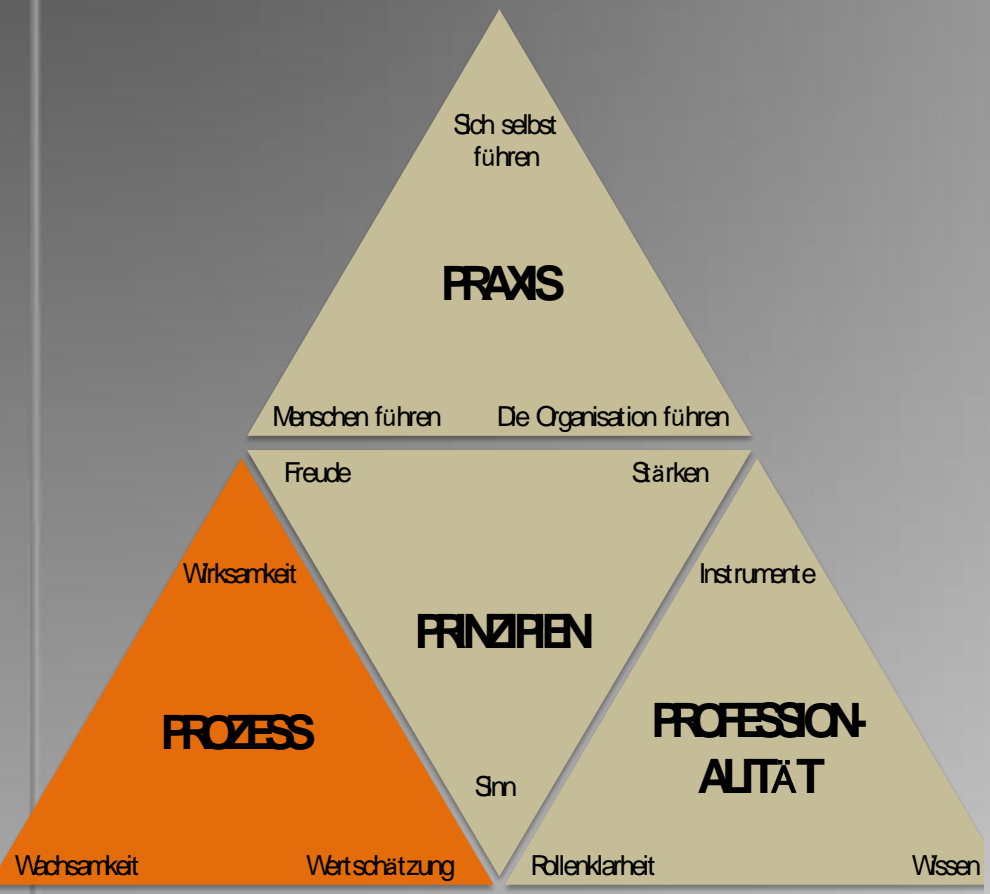 Sich selbst
führen
PRAXIS
Menschen führen
Die Organisation führen
Freude
Stärken
PRINZIPIEN
Sinn
Wirksamkeit
PROZESS
Wachsamkeit
Wertschätzung
Instrumente
PROFESSION-
ALITÄT
Rollenklarheit
Wissen